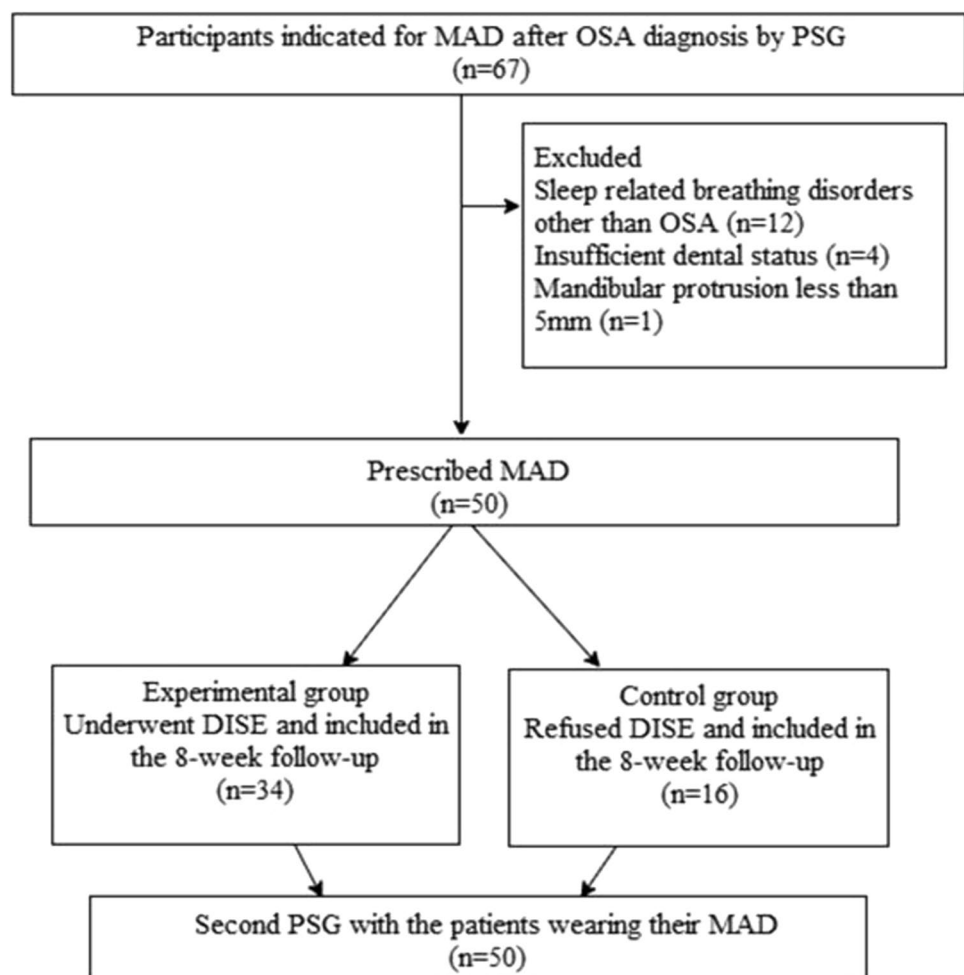 Participants indicated for MAD after OSA diagnosis by PSG
(n=67)
Excluded
Sleep related breathing disorders
other than OSA (n=12)
Insufficient dental status (n=4)
Mandibular protrusion less than
5mm (n=1)
Prescribed MAD
(n=50)
Experimental group
Underwent DISE and included in
the 8-week follow-up
(n=34)
Control group
Refused DISE and included in
the 8-week follow-up
(n=16)
Second PSG with the patients wearing their MAD
(n=50)